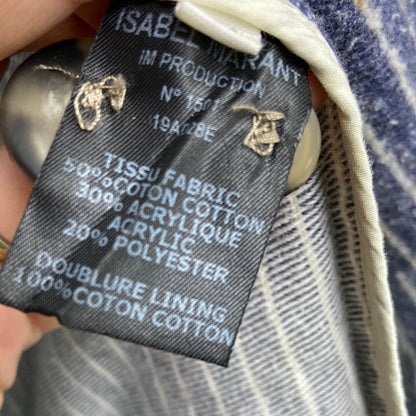 ISABEL MARANT
IM PRODUCTION
N° 1501
TISSU FABRIC
50%COTON COTTON
30% ACRYLIQUE
ACRYLIC
20% POLYESTER
DOUBLURE LINING
100%COTON COTTON